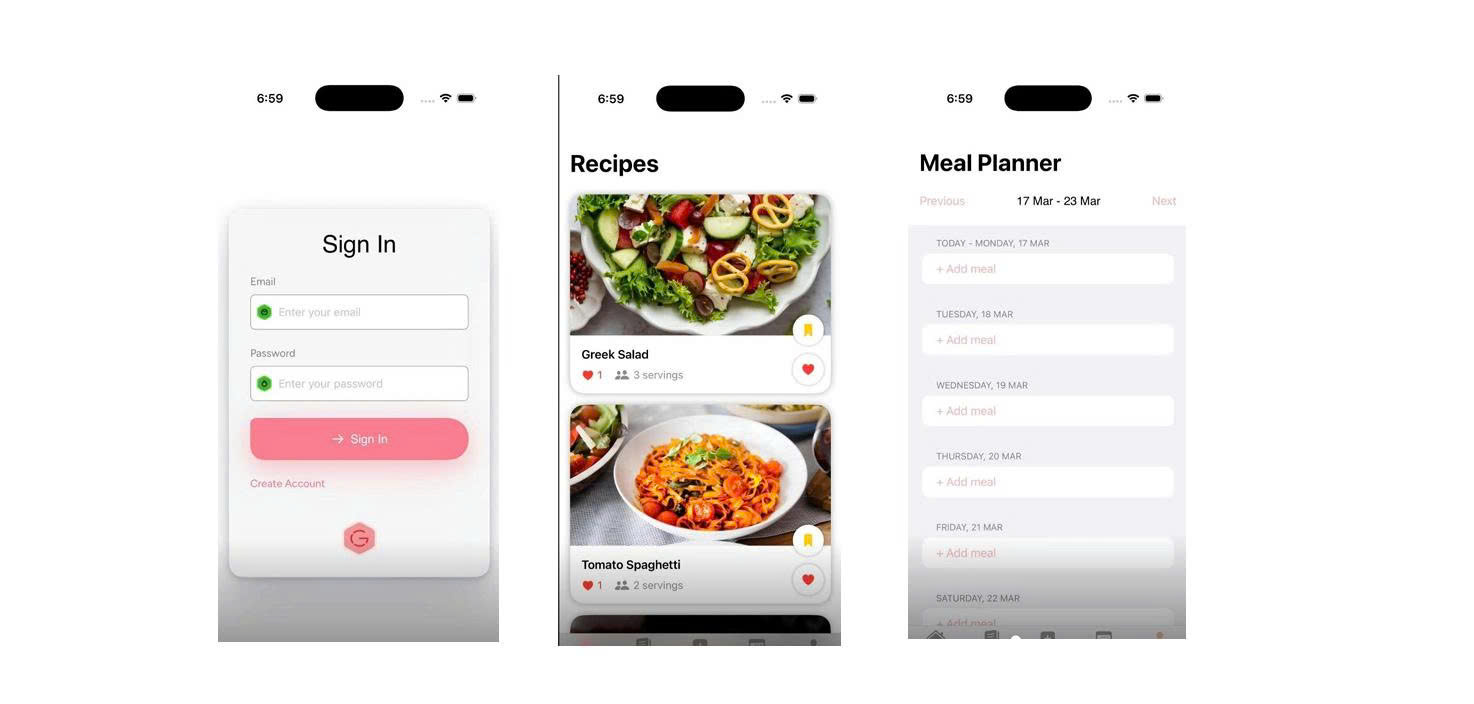 6:59
Sign In
Email
Enter your email
Password
Enter your password
→ Sign In
Create Account
G
6:59
Recipes
Greek Salad
1 3 servings
Tomato Spaghetti
1 2 servings
6:59
Meal Planner
Previous 17 Mar - 23 Mar Next
TODAY - MONDAY, 17 MAR
+ Add meal
TUESDAY, 18 MAR
+ Add meal
WEDNESDAY, 19 MAR
+ Add meal
THURSDAY, 20 MAR
+ Add meal
FRIDAY, 21 MAR
+ Add meal
SATURDAY, 22 MAR
+ Add meal